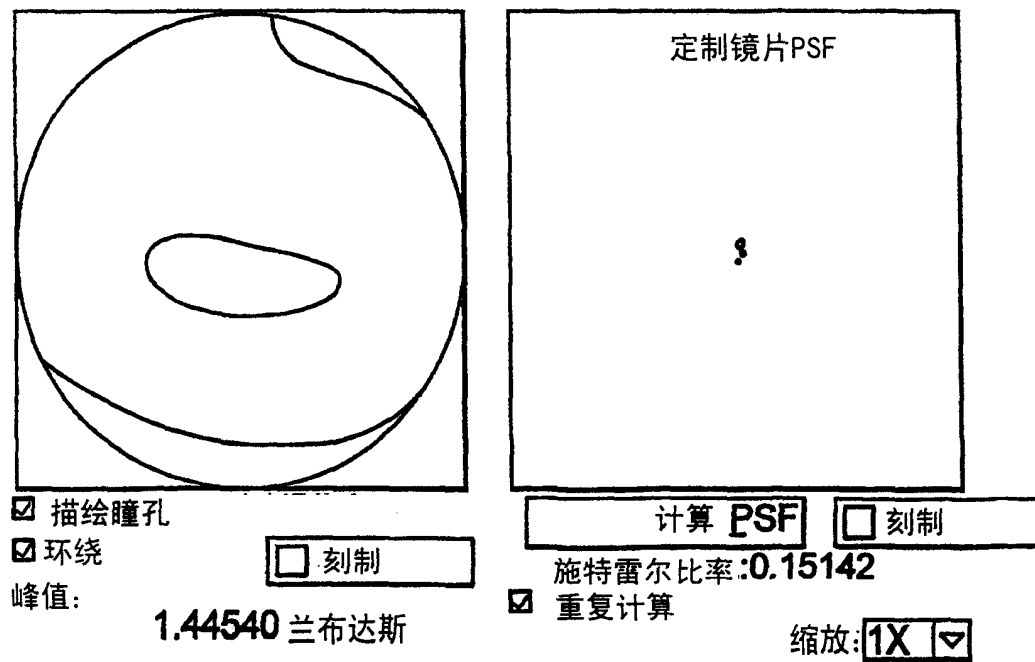 定制镜片PSF
描绘瞳孔
环绕
刻制
峰值:
1.44540 兰布达斯
计算 PSF
刻制
施特雷尔比率:0.15142
重复计算
缩放:1X